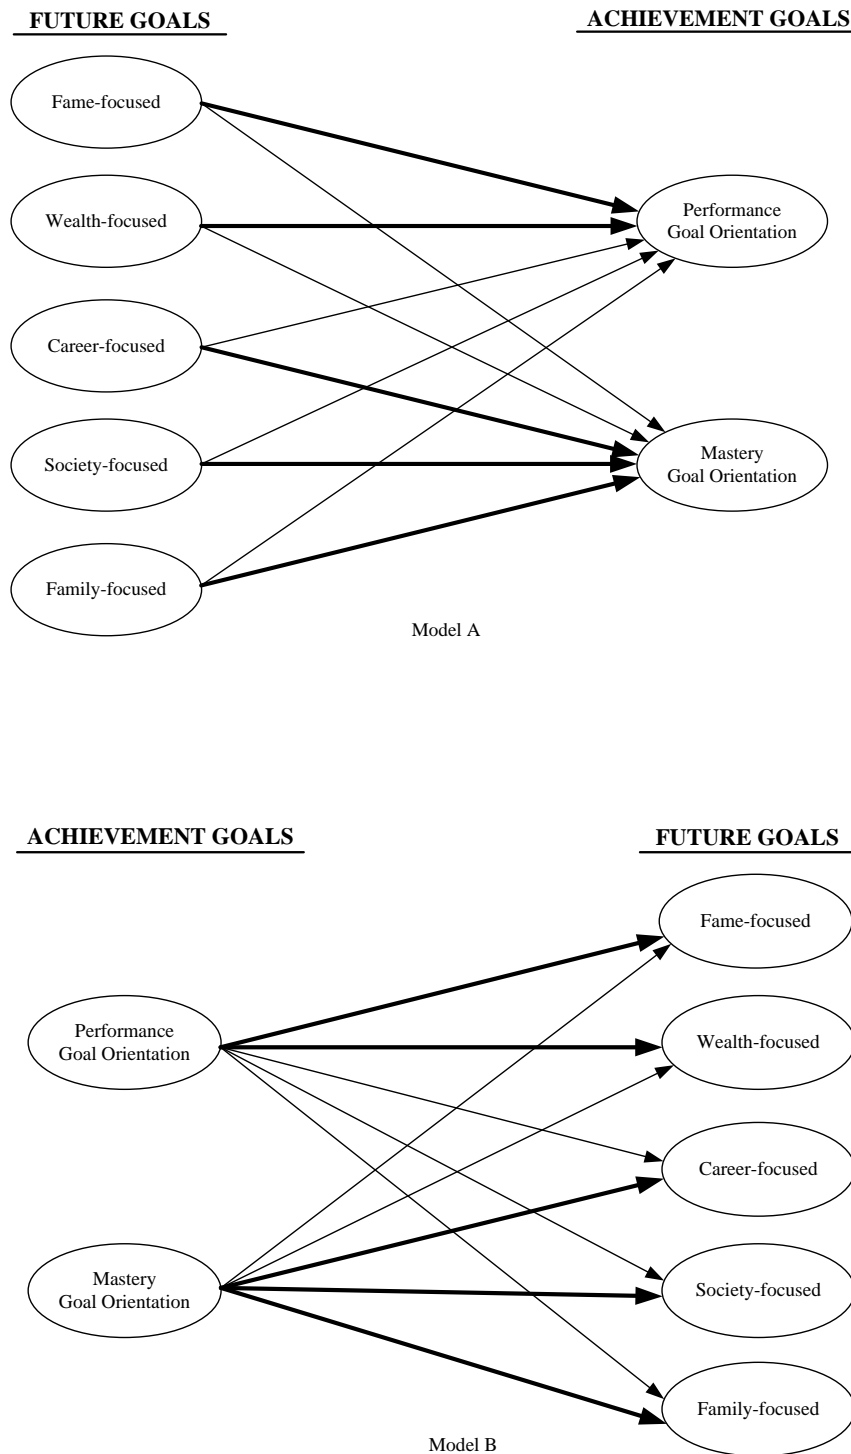 FUTURE GOALS
ACHIEVEMENT GOALS
Fame-focused
Wealth-focused
Career-focused
Society-focused
Family-focused
Performance
Goal Orientation
Mastery
Goal Orientation
Model A
ACHIEVEMENT GOALS
FUTURE GOALS
Performance
Goal Orientation
Mastery
Goal Orientation
Fame-focused
Wealth-focused
Career-focused
Society-focused
Family-focused
Model B